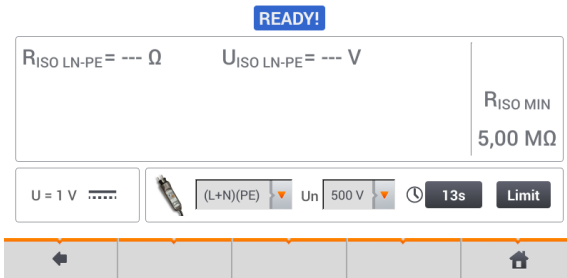 READY!
RISO LN-PE= --- Ω UISO LN-PE= --- V
RISO MIN
5,00 MΩ
U = 1 V (L+N)(PE) Un 500 V 13s Limit